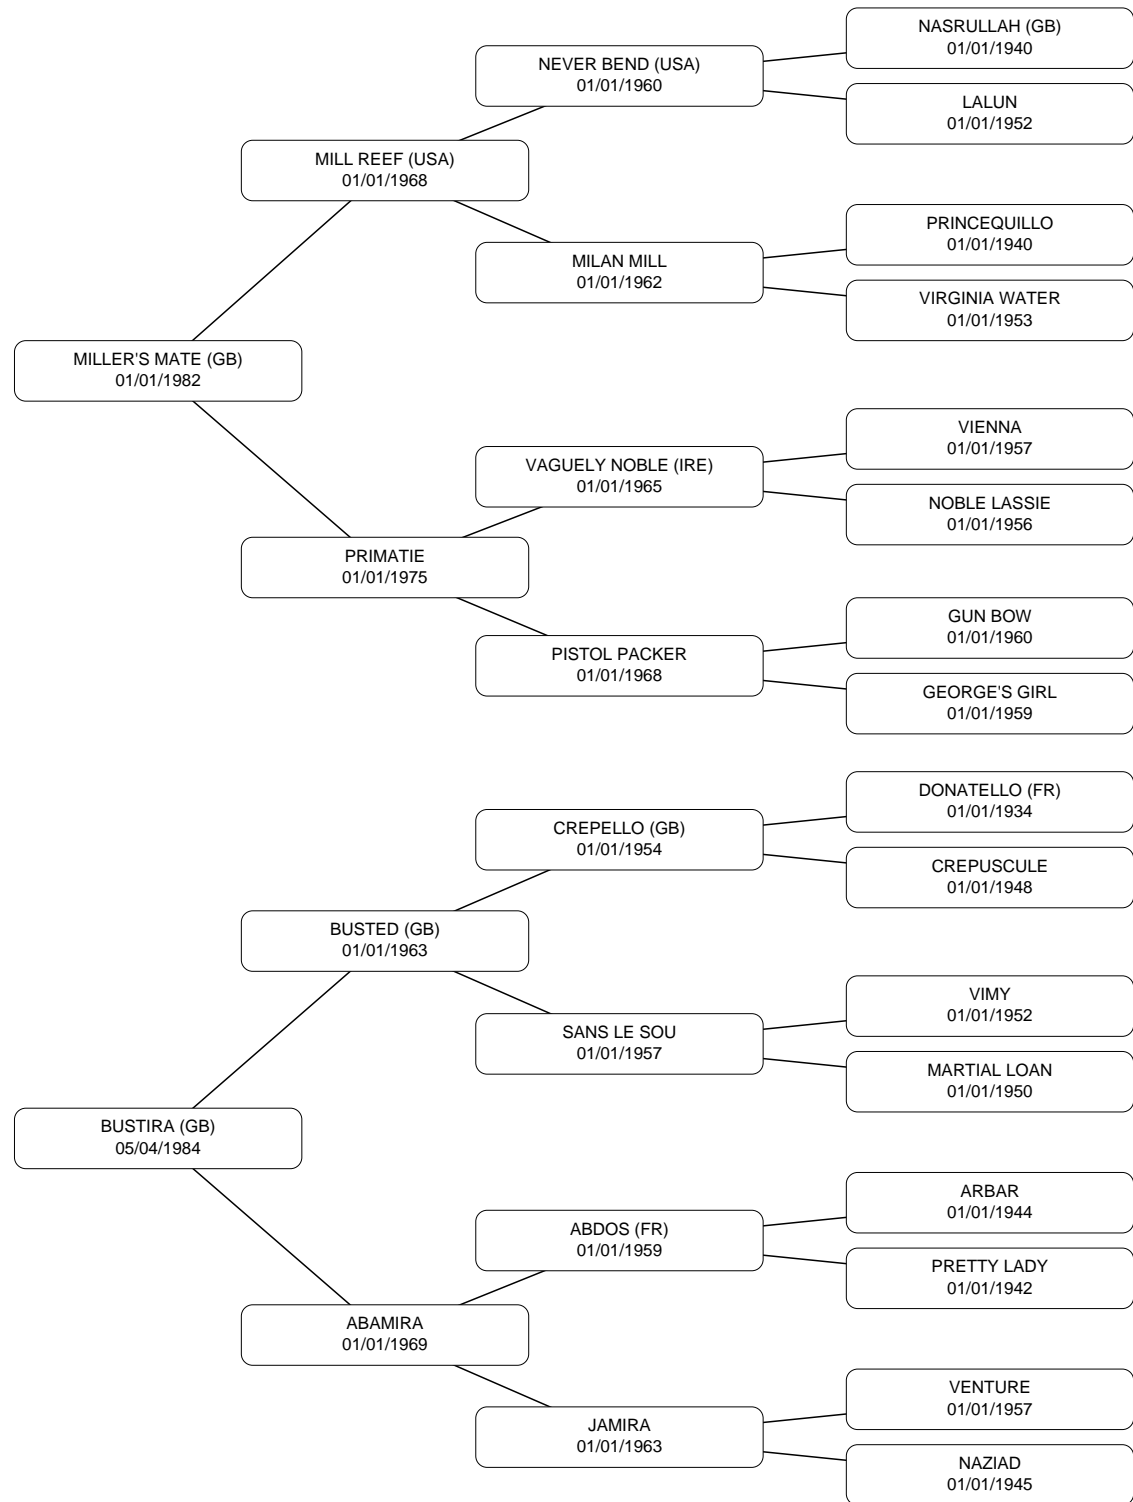 NASRULLAH (GB)
01/01/1940
NEVER BEND (USA)
01/01/1960
LALUN
01/01/1952
MILL REEF (USA)
01/01/1968
PRINCEQUILLO
01/01/1940
MILAN MILL
01/01/1962
VIRGINIA WATER
01/01/1953
MILLER'S MATE (GB)
01/01/1982
VIENNA
01/01/1957
VAGUELY NOBLE (IRE)
01/01/1965
NOBLE LASSIE
01/01/1956
PRIMATIE
01/01/1975
GUN BOW
01/01/1960
PISTOL PACKER
01/01/1968
GEORGE'S GIRL
01/01/1959
DONATELLO (FR)
01/01/1934
CREPELLO (GB)
01/01/1954
CREPUSCULE
01/01/1948
BUSTED (GB)
01/01/1963
VIMY
01/01/1952
SANS LE SOU
01/01/1957
MARTIAL LOAN
01/01/1950
BUSTIRA (GB)
05/04/1984
ARBAR
01/01/1944
ABDOS (FR)
01/01/1959
PRETTY LADY
01/01/1942
ABAMIRA
01/01/1969
VENTURE
01/01/1957
JAMIRA
01/01/1963
NAZIAD
01/01/1945